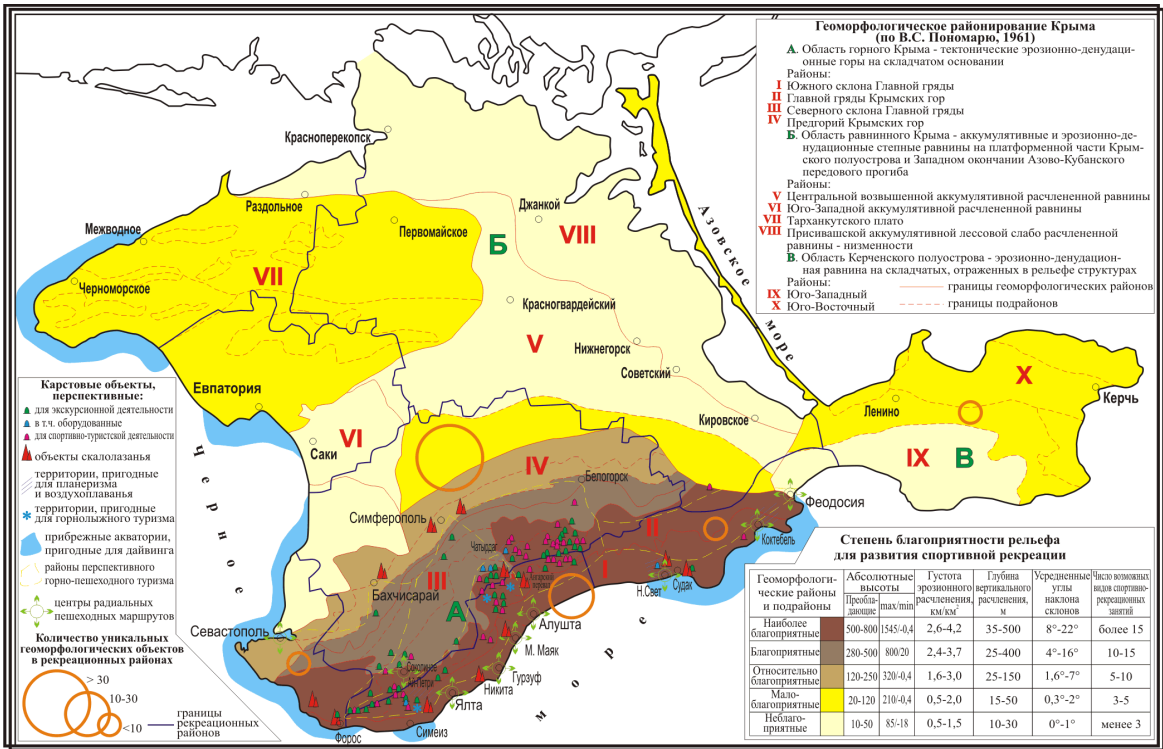 Геоморфологическое районирование Крыма
(по В.С. Пономарю, 1961)
А. Область горного Крыма - тектонические эрозионно-денудаци-
онные горы на складчатом основании
Районы:
I Южного склона Главной гряды
II Главной гряды Крымских гор
III Северного склона Главной гряды
IV Предгорий Крымских гор
Б. Область равнинного Крыма - аккумулятивные и эрозионно-де-
нудационные степные равнины на платформенной части Крым-
ского полуострова и Западном окончании Азово-Кубанского
передового прогиба
Районы:
V Центральной возвышенной аккумулятивной расчлененной равнины
VI Юго-Западной аккумулятивной расчлененной равнины
VII Тарханкутского плато
VIII Присивашской аккумулятивной лессовой слабо расчлененной
равнины - низменности
В. Область Керченского полуострова - эрозионно-денудацион-
ная равнина на складчатых, отраженных в рельефе структурах
Районы:
IX Юго-Западный
X Юго-Восточный
границы геоморфологических районов
границы подрайонов
Красноперекопск
Раздольное
Джанкой
Межводное
Первомайское
Б
VIII
Азовское
море
VII
Черноморское
Красногвардейский
V
Нижнегорск
Советский
X
Евпатория
Кировское
Ленино
Керчь
VI
Саки
IX
В
IV
Белогорск
Феодосия
Симферополь
II
Коктебель
Чатырдаг
Ангарский перевал
I
III
Н.Свет
Судак
Бахчисарай
А
Алушта
Севастополь
М. Маяк
Соколиное
Ай-Петри
Гурзуф
Никита
Ялта
Симеиз
Форос
Черное
море
Карстовые объекты,
перспективные:
для экскурсионной деятельности
в т.ч. оборудованные
для спортивно-туристской деятельности
объекты скалолазанья
территории, пригодные
для планеризма
и воздухоплаванья
территории, пригодные
для горнолыжного туризма
прибрежные акватории,
пригодные для дайвинга
районы перспективного
горно-пешеходного туризма
центры радиальных
пешеходных маршрутов
Количество уникальных
геоморфологических объектов
в рекреационных районах
> 30
10-30
<10
границы
рекреационных
районов
Степень благоприятности рельефа
для развития спортивной рекреации
Геоморфологи-
ческие районы
и подрайоны
Абсолютные
высоты
Преобла-
дающие
max/min
Густота
эрозионного
расчленения,
км/км²
Глубина
вертикального
расчленения,
м
Усредненные
углы
наклона
склонов
Число возможных
видов спортивно-
рекреационных
занятий
Наиболее
благоприятные 500-800 1545/-0,4 2,6-4,2 35-500 8°-22° более 15
Благоприятные 280-500 800/20 2,4-3,7 25-400 4°-16° 10-15
Относительно
благоприятные 120-250 320/-0,4 1,6-3,0 25-150 1,6°-7° 5-10
Мало-
благоприятные 20-120 210/-0,4 0,5-2,0 15-50 0,3°-2° 3-5
Неблаго-
приятные 10-50 85/-18 0,5-1,5 10-30 0°-1° менее 3